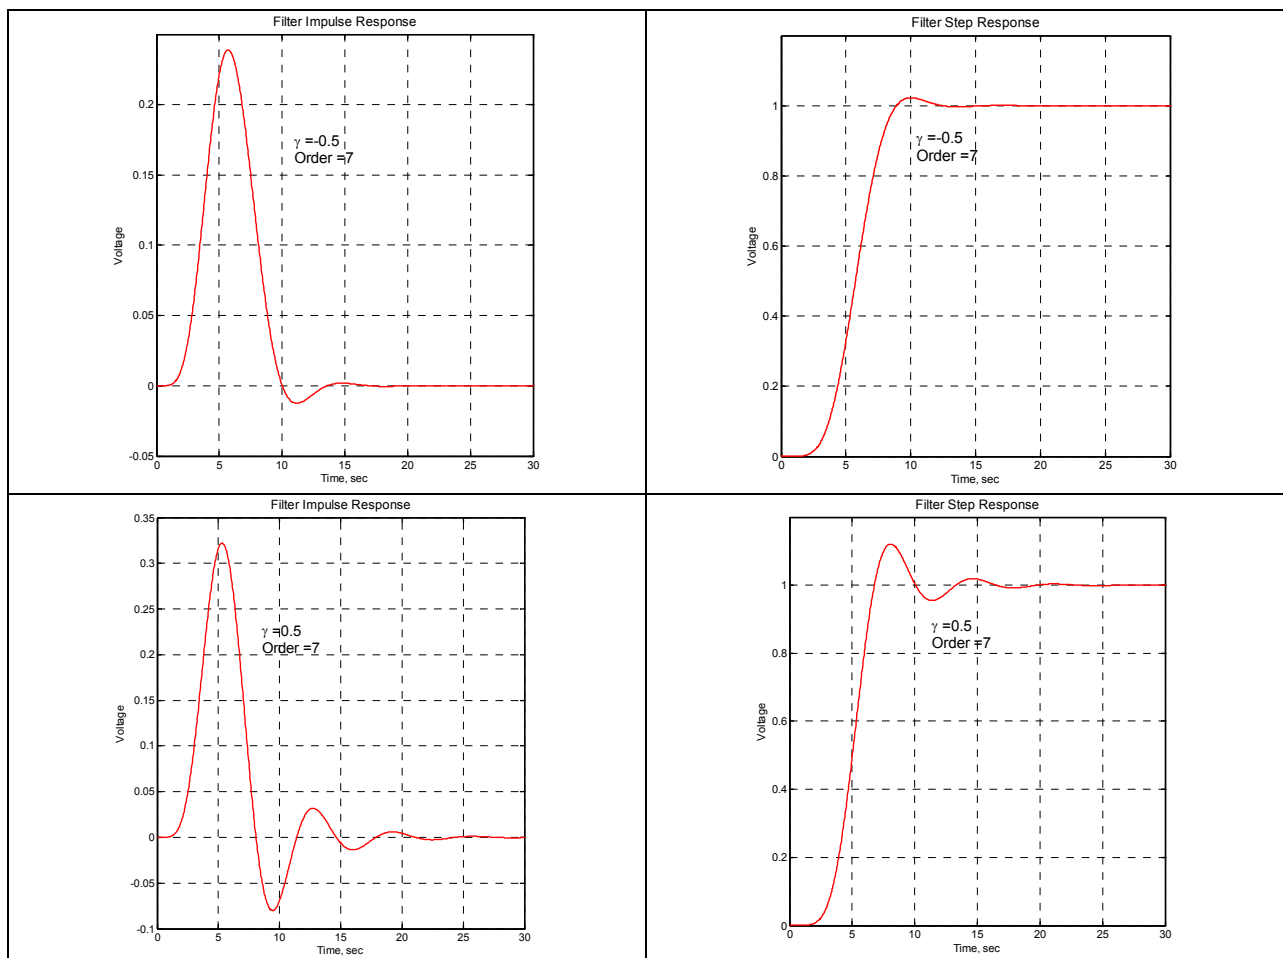 Filter Impulse Response
0.2
0.15
0.1
0.05
0
-0.05
Voltage
γ =-0.5
Order =7
0 5 10 15 20 25 30
Time, sec
Filter Step Response
1
0.8
0.6
0.4
0.2
0
Voltage
γ =-0.5
Order =7
0 5 10 15 20 25 30
Time, sec
Filter Impulse Response
0.35
0.3
0.25
0.2
0.15
0.1
0.05
0
-0.05
-0.1
Voltage
γ =0.5
Order =7
0 5 10 15 20 25 30
Time, sec
Filter Step Response
1
0.8
0.6
0.4
0.2
0
Voltage
γ =0.5
Order =7
0 5 10 15 20 25 30
Time, sec